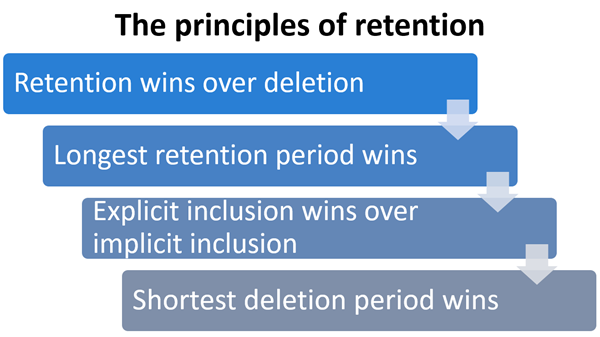 The principles of retention
Retention wins over deletion
Longest retention period wins
Explicit inclusion wins over
implicit inclusion
Shortest deletion period wins